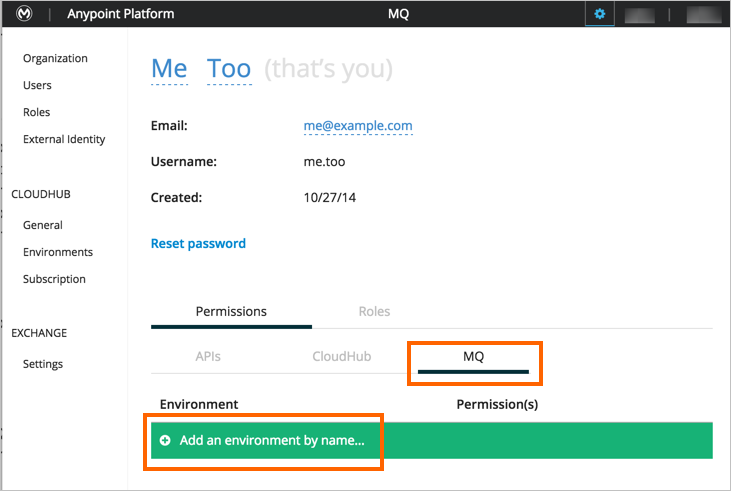 Anypoint Platform
MQ
Organization
Users
Roles
External Identity
CLOUDHUB
General
Environments
Subscription
EXCHANGE
Settings
Me Too (that's you)
Email: me@example.com
Username: me.too
Created: 10/27/14
Reset password
Permissions Roles
APIs CloudHub MQ
Environment Permission(s)
Add an environment by name...